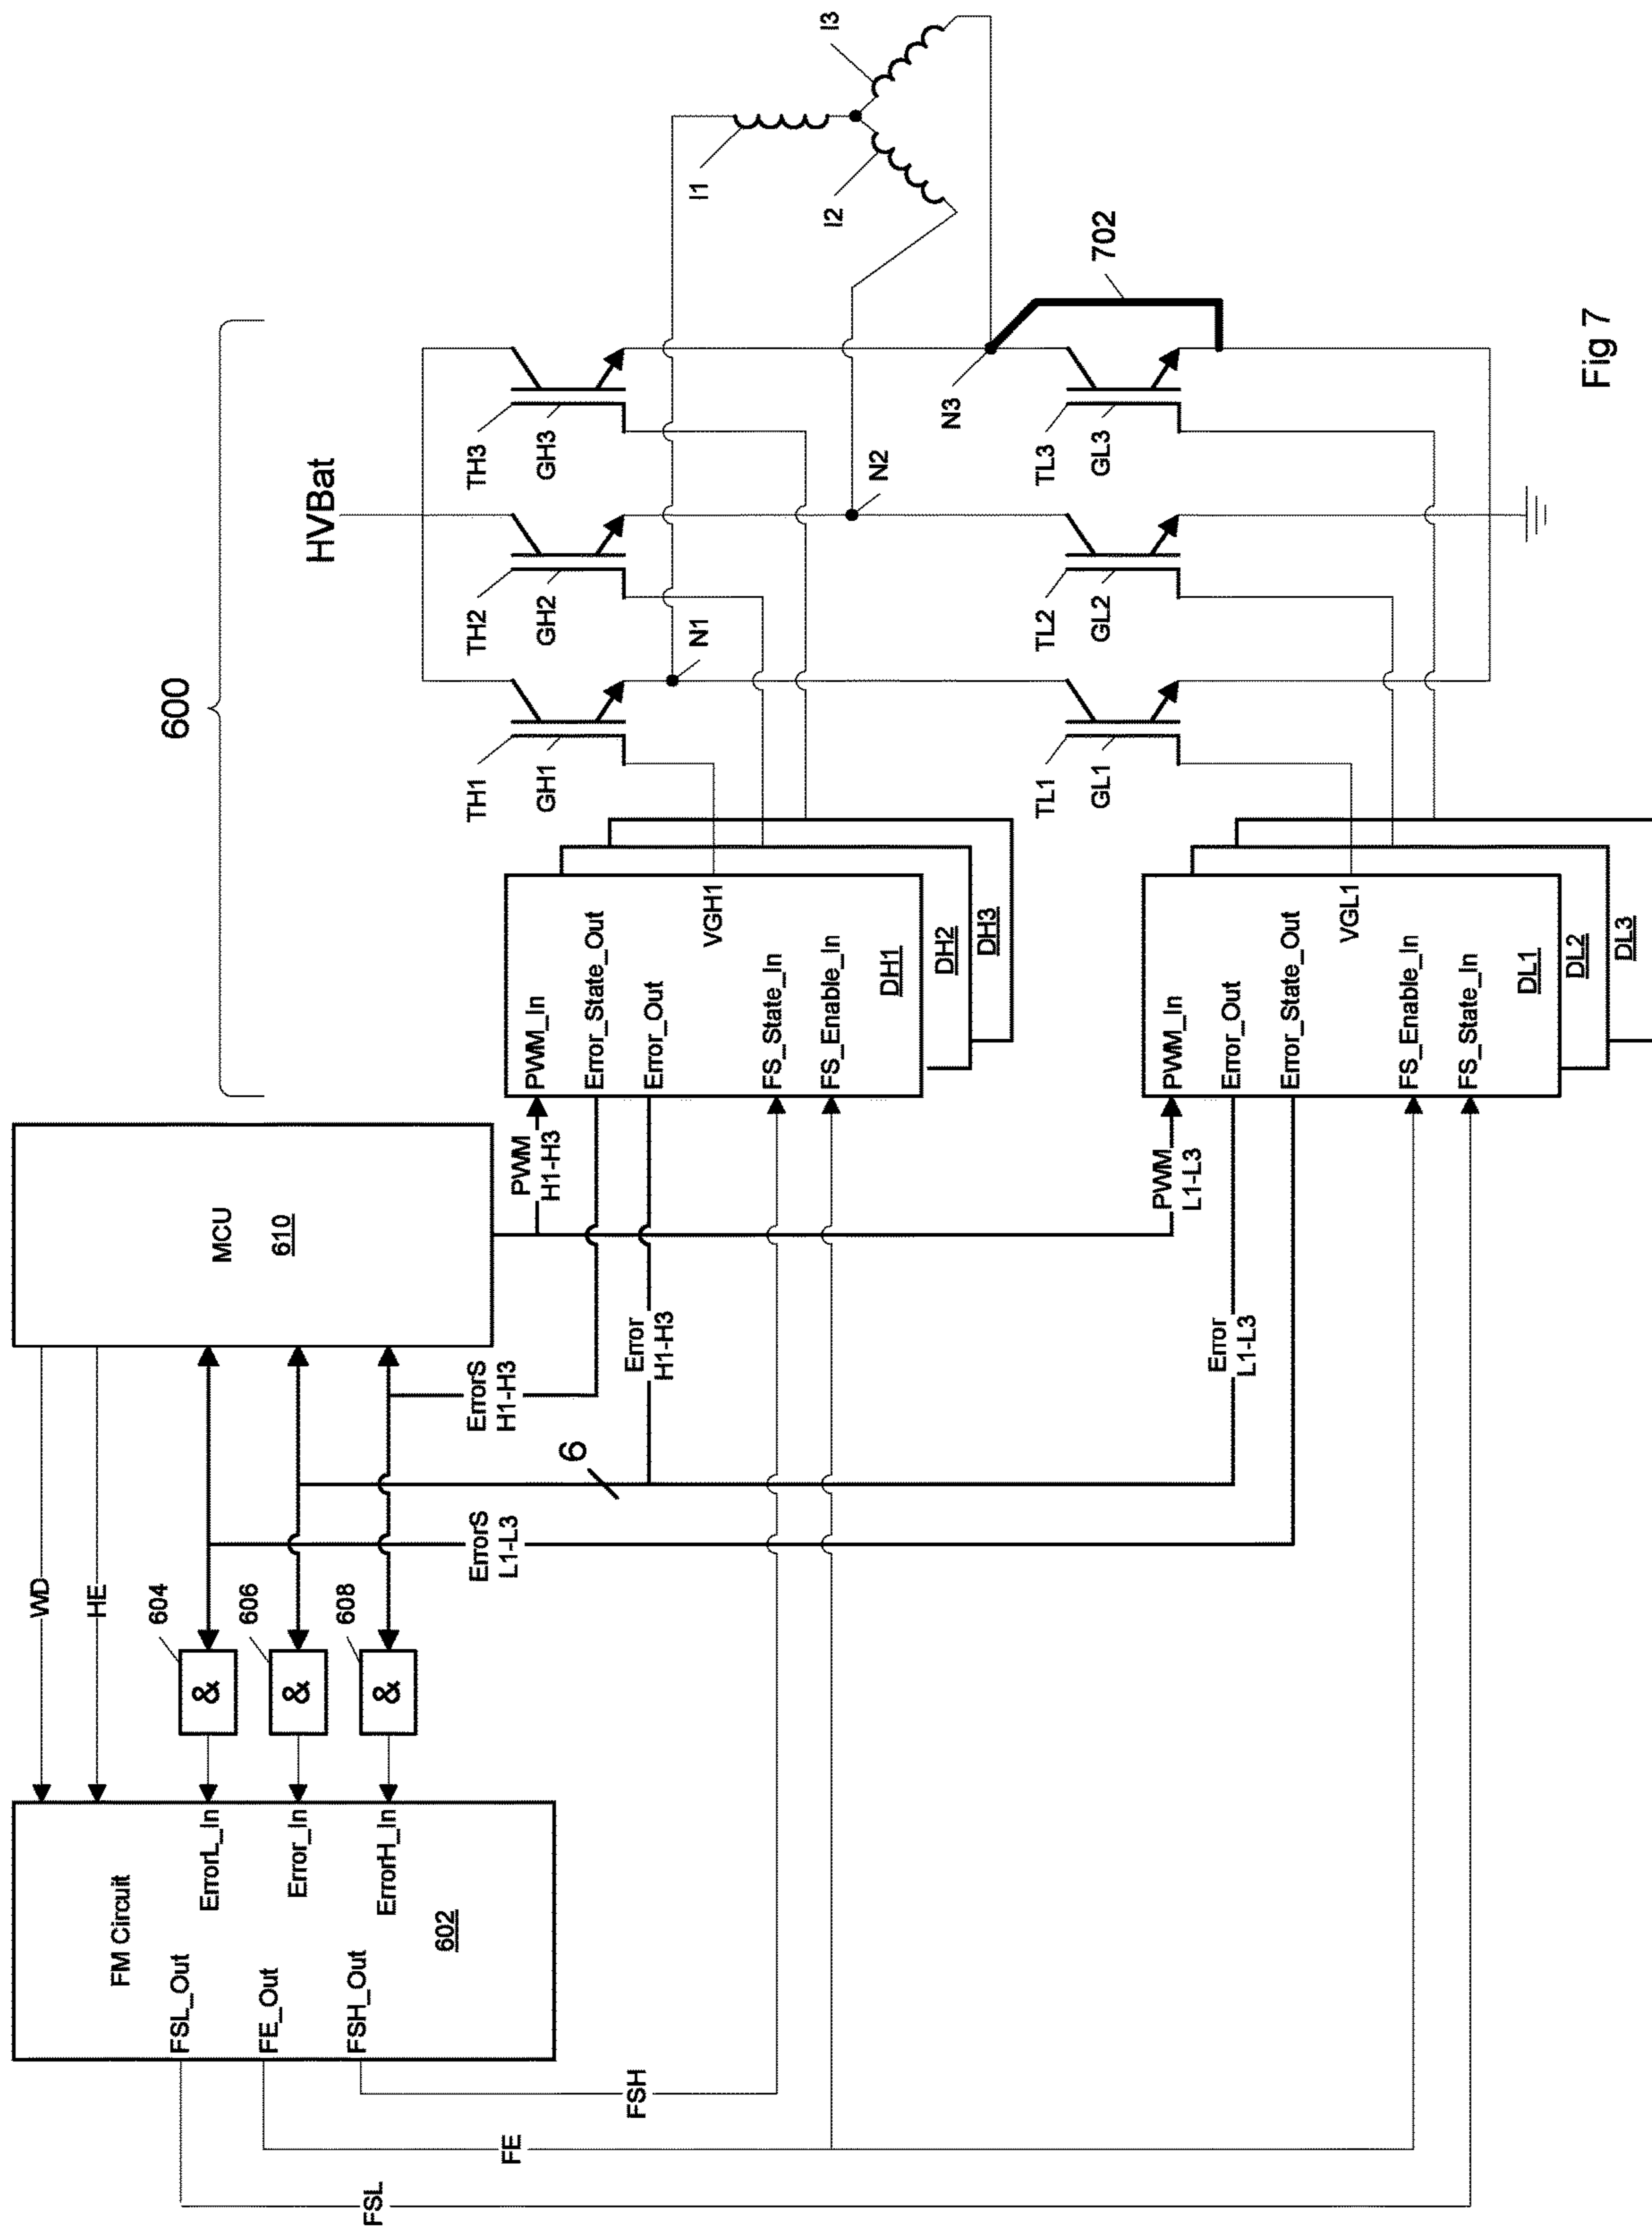 600
HVBat
FM Circuit
602
FSL_Out
FE_Out
FSH_Out
ErrorL_In
Error_In
ErrorH_In
WD
HE
604
&
606
&
608
&
MCU
610
ErrorS
L1-L3
6
ErrorS
H1-H3
Error
H1-H3
PWM
H1-H3
FSL
FE
FSH
PWM_In
Error_State_Out
Error_Out
VGH1
FS_State_In
FS_Enable_In
DH1
DH2
DH3
Error
L1-L3
PWM
L1-L3
PWM_In
Error_Out
Error_State_Out
VGL1
FS_Enable_In
FS_State_In
DL1
DL2
DL3
TH1
GH1
TH2
GH2
TH3
GH3
N1
N2
N3
TL1
GL1
TL2
GL2
TL3
GL3
I1
I2
I3
702
Fig 7